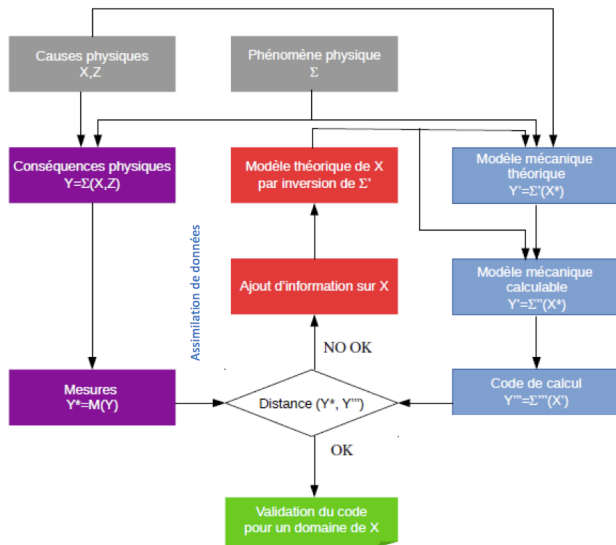 Causes physiques
X,Z
Phénomène physique
Σ
Conséquences physiques
Y=Σ(X,Z)
Modèle théorique de X
par inversion de Σ'
Modèle mécanique
théorique
Y'=Σ'(X*)
Assimilation de données
Ajout d'information sur X
Modèle mécanique
calculable
Y'=Σ''(X*)
NO OK
Mesures
Y*=M(Y)
Distance (Y*, Y''')
Code de calcul
Y'''=Σ'''(X')
OK
Validation du code
pour un domaine de X